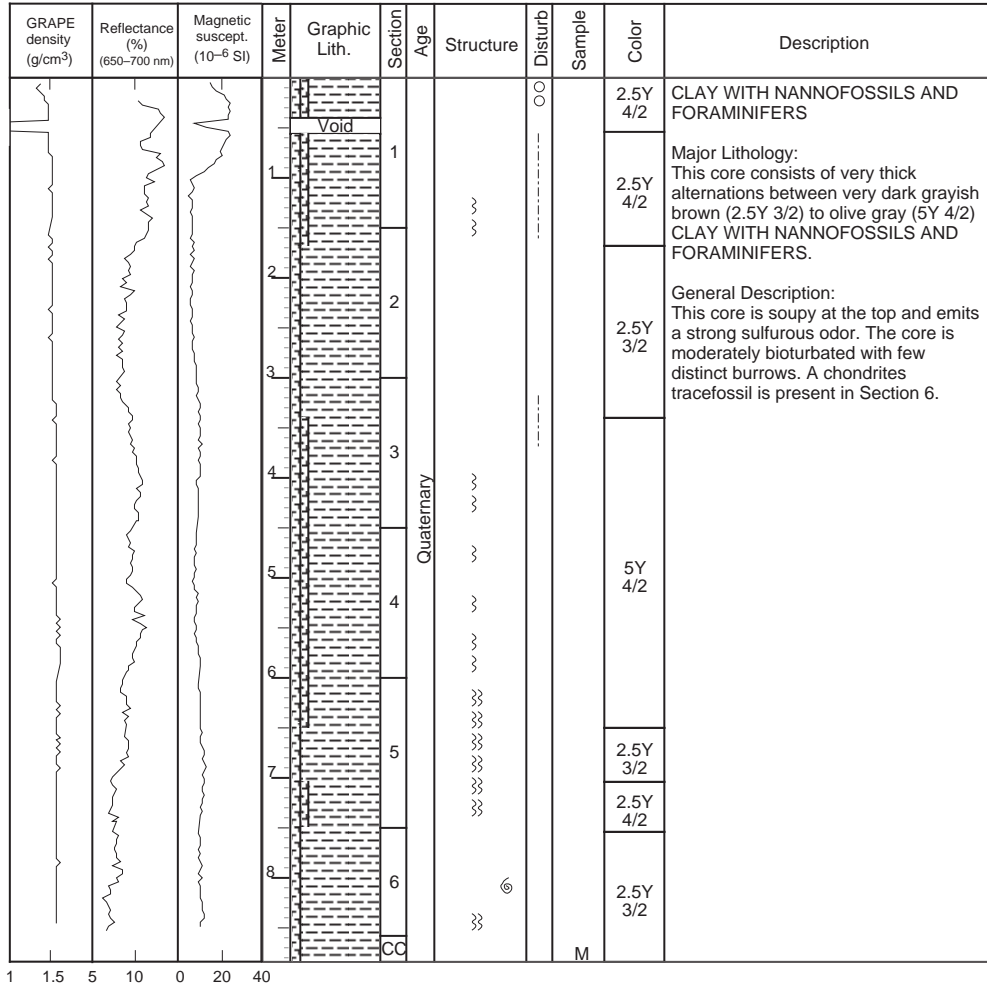 GRAPE
density
(g/cm3)
Reflectance
(%)
(650–700 nm)
Magnetic
suscept.
(10–6 SI)
Meter
Graphic
Lith.
Section
Age
Structure
Disturb
Sample
Color
Description
Void
1
2
3
4
5
6
7
8
1
2
3
4
5
6
CC
Quaternary
M
2.5Y
4/2
2.5Y
4/2
2.5Y
3/2
5Y
4/2
2.5Y
3/2
2.5Y
4/2
2.5Y
3/2
CLAY WITH NANNOFOSSILS AND
FORAMINIFERS
Major Lithology:
This core consists of very thick
alternations between very dark grayish
brown (2.5Y 3/2) to olive gray (5Y 4/2)
CLAY WITH NANNOFOSSILS AND
FORAMINIFERS.
General Description:
This core is soupy at the top and emits
a strong sulfurous odor. The core is
moderately bioturbated with few
distinct burrows. A chondrites
tracefossil is present in Section 6.
1 1.5 5 10 0 20 40